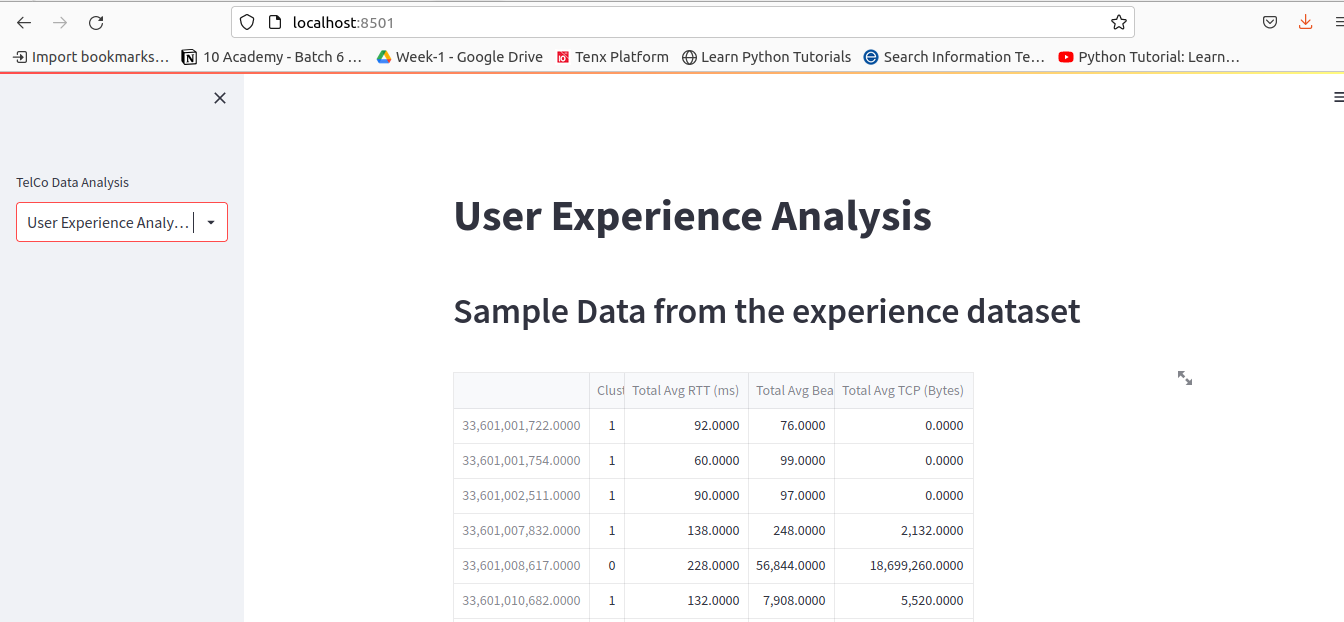 localhost:8501
Import bookmarks... 10 Academy - Batch 6 ... Week-1 - Google Drive Tenx Platform Learn Python Tutorials Search Information Te... Python Tutorial: Learn...
TelCo Data Analysis
User Experience Analy...
User Experience Analysis
Sample Data from the experience dataset
Clust Total Avg RTT (ms) Total Avg Bea Total Avg TCP (Bytes)
33,601,001,722.0000 1 92.0000 76.0000 0.0000
33,601,001,754.0000 1 60.0000 99.0000 0.0000
33,601,002,511.0000 1 90.0000 97.0000 0.0000
33,601,007,832.0000 1 138.0000 248.0000 2,132.0000
33,601,008,617.0000 0 228.0000 56,844.0000 18,699,260.0000
33,601,010,682.0000 1 132.0000 7,908.0000 5,520.0000